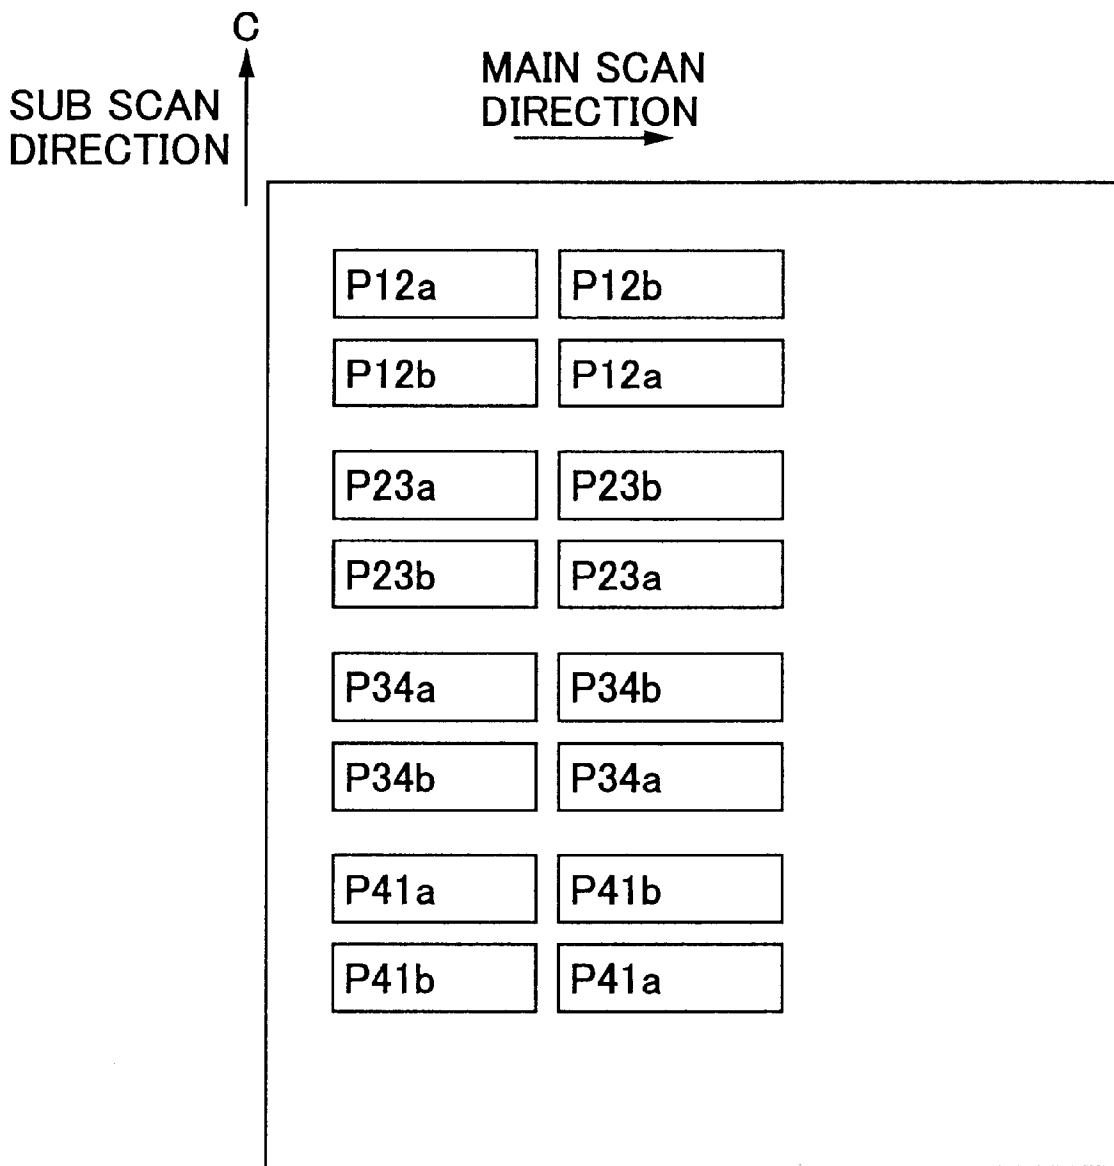 C
SUB SCAN
DIRECTION
MAIN SCAN
DIRECTION
P12a P12b
P12b P12a
P23a P23b
P23b P23a
P34a P34b
P34b P34a
P41a P41b
P41b P41a